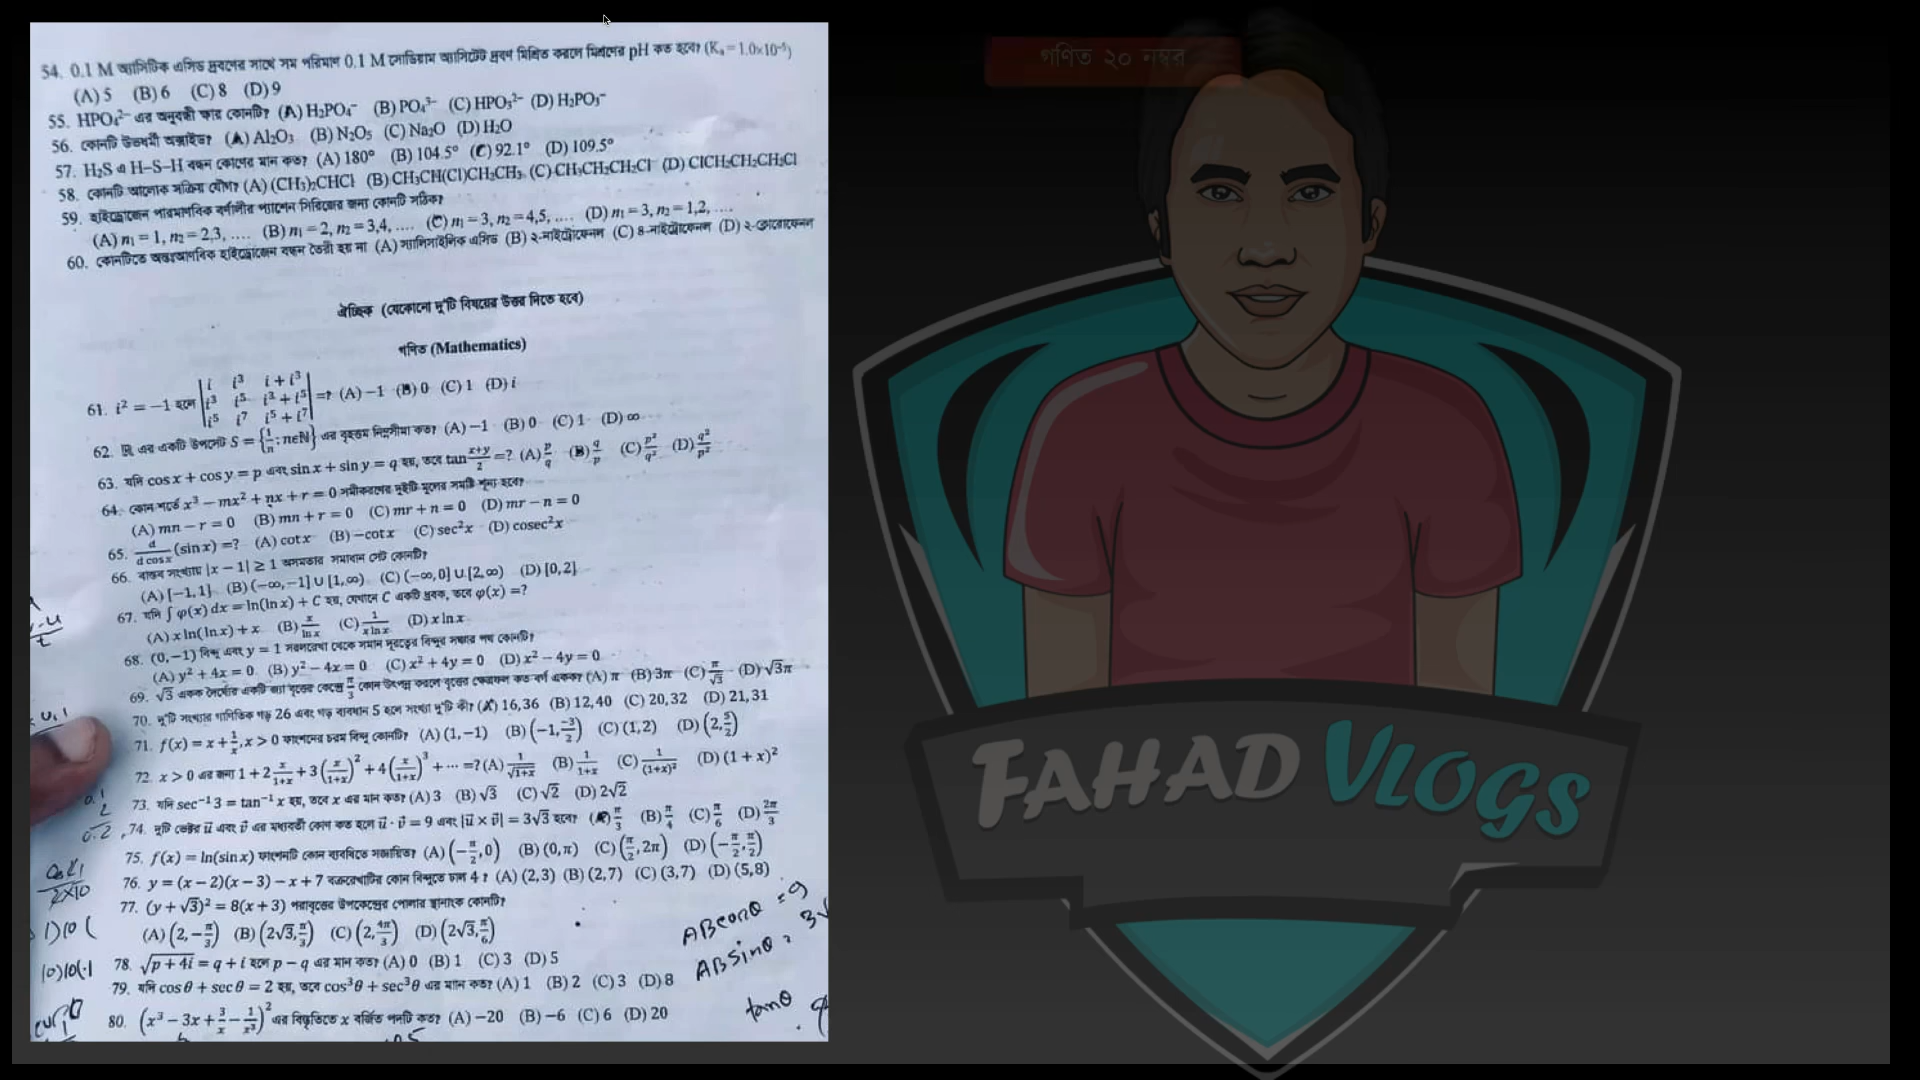 54. 0.1 M অ্যাসিটিক এসিড দ্রবণের সাথে সম পরিমাণ 0.1 M সোডিয়াম অ্যাসিটেট দ্রবণ মিশ্রিত করলে মিশ্রণের pH কত হবে? (Kₐ = 1.0×10⁻⁵)
(A) 5 (B) 6 (C) 8 (D) 9
55. HPO₄²⁻ এর অনুবন্ধী ক্ষার কোনটি? (A) H₂PO₄⁻ (B) PO₄³⁻ (C) HPO₃²⁻ (D) H₂PO₃⁻
56. কোনটি উভধর্মী অক্সাইড? (A) Al₂O₃ (B) N₂O₅ (C) Na₂O (D) H₂O
57. H₂S এ H–S–H বন্ধন কোণের মান কত? (A) 180° (B) 104.5° (C) 92.1° (D) 109.5°
58. কোনটি আলোক সক্রিয় যৌগ? (A) (CH₃)₂CHCl (B) CH₃CH(Cl)CH₂CH₃ (C) CH₃CH₂CH₂Cl (D) ClCH₂CH₂CH₂Cl
59. হাইড্রোজেন পারমাণবিক বর্ণালীর প্যাশেন সিরিজের জন্য কোনটি সঠিক?
(A) n₁ = 1, n₂ = 2,3, …. (B) n₁ = 2, n₂ = 3,4, …. (C) n₁ = 3, n₂ = 4,5, …. (D) n₁ = 3, n₂ = 1,2, ….
60. কোনটিতে অন্তঃআণবিক হাইড্রোজেন বন্ধন তৈরী হয় না (A) স্যালিসাইলিক এসিড (B) ২-নাইট্রোফেনল (C) ৪-নাইট্রোফেনল (D) ২-ক্লোরোফেনল
ঐচ্ছিক (যেকোনো দু'টি বিষয়ের উত্তর দিতে হবে)
গণিত (Mathematics)
61. i² = −1 হলে |i i³ i + i³; i³ i⁵ i³ + i⁵; i⁵ i⁷ i⁵ + i⁷| =? (A) −1 (B) 0 (C) 1 (D) i
62. ℝ এর একটি উপসেট S = {1/n : nϵℕ} এর বৃহত্তম নিম্নসীমা কত? (A) −1 (B) 0 (C) 1 (D) ∞
63. যদি cos x + cos y = p এবং sin x + sin y = q হয়, তবে tan (x+y)/2 =? (A) p/q (B) q/p (C) p²/q² (D) q²/p²
64. কোন শর্তে x³ − mx² + nx + r = 0 সমীকরণের দুইটি মূলের সমষ্টি শূন্য হবে?
(A) mn − r = 0 (B) mn + r = 0 (C) mr + n = 0 (D) mr − n = 0
65. d/d cos x (sin x) =? (A) cot x (B) −cot x (C) sec²x (D) cosec²x
66. বাস্তব সংখ্যায় |x − 1| ≥ 1 অসমতার সমাধান সেট কোনটি?
(A) [−1, 1] (B) (−∞, −1] ∪ [1, ∞) (C) (−∞, 0] ∪ [2, ∞) (D) [0, 2]
67. যদি ∫ φ(x) dx = ln(ln x) + C হয়, যেখানে C একটি ধ্রুবক, তবে φ(x) =?
(A) x ln(ln x) + x (B) x/ln x (C) 1/x ln x (D) x ln x
68. (0, −1) বিন্দু এবং y = 1 সরলরেখা থেকে সমান দূরত্বের বিন্দুর সঞ্চার পথ কোনটি?
(A) y² + 4x = 0 (B) y² − 4x = 0 (C) x² + 4y = 0 (D) x² − 4y = 0
69. √3 একক দৈর্ঘ্যের একটি জ্যা বৃত্তের কেন্দ্রে π/3 কোন উৎপন্ন করলে বৃত্তের ক্ষেত্রফল কত বর্গ একক? (A) π (B) 3π (C) π/√3 (D) √3π
70. দু'টি সংখ্যার গাণিতিক গড় 26 এবং গড় ব্যবধান 5 হলে সংখ্যা দু'টি কী? (A) 16, 36 (B) 12, 40 (C) 20, 32 (D) 21, 31
71. f(x) = x + 1/x, x > 0 ফাংশনের চরম বিন্দু কোনটি? (A) (1, −1) (B) (−1, −3/2) (C) (1, 2) (D) (2, 5/2)
72. x > 0 এর জন্য 1 + 2 x/1+x + 3 (x/1+x)² + 4 (x/1+x)³ + ⋯ =? (A) 1/√1+x (B) 1/1+x (C) 1/(1+x)² (D) (1 + x)²
73. যদি sec⁻¹ 3 = tan⁻¹ x হয়, তবে x এর মান কত? (A) 3 (B) √3 (C) √2 (D) 2√2
74. দুটি ভেক্টর u⃗ এবং v⃗ এর মধ্যবর্তী কোণ কত হলে u⃗ · v⃗ = 9 এবং |u⃗ × v⃗| = 3√3 হবে? (A) π/3 (B) π/4 (C) π/6 (D) 2π/3
75. f(x) = ln(sin x) ফাংশনটি কোন ব্যবধিতে সংজ্ঞায়িত? (A) (−π/2, 0) (B) (0, π) (C) (π/2, 2π) (D) (−π/2, π/2)
76. y = (x − 2)(x − 3) − x + 7 বক্ররেখাটির কোন বিন্দুতে ঢাল 4? (A) (2,3) (B) (2,7) (C) (3,7) (D) (5,8)
77. (y + √3)² = 8(x + 3) পরাবৃত্তের উপকেন্দ্রের পোলার স্থানাংক কোনটি?
(A) (2, −π/3) (B) (2√3, π/3) (C) (2, 4π/3) (D) (2√3, π/6)
78. √p + 4i = q + i হলে p − q এর মান কত? (A) 0 (B) 1 (C) 3 (D) 5
79. যদি cos θ + sec θ = 2 হয়, তবে cos³θ + sec³θ এর মান কত? (A) 1 (B) 2 (C) 3 (D) 8
80. (x³ − 3x + 3/x − 1/x³)² এর বিস্তৃতিতে x বর্জিত পদটি কত? (A) −20 (B) −6 (C) 6 (D) 20
ABcosθ = 9
ABsinθ = 3√
tanθ
গণিত ২০ নম্বর
FAHAD VLOGS